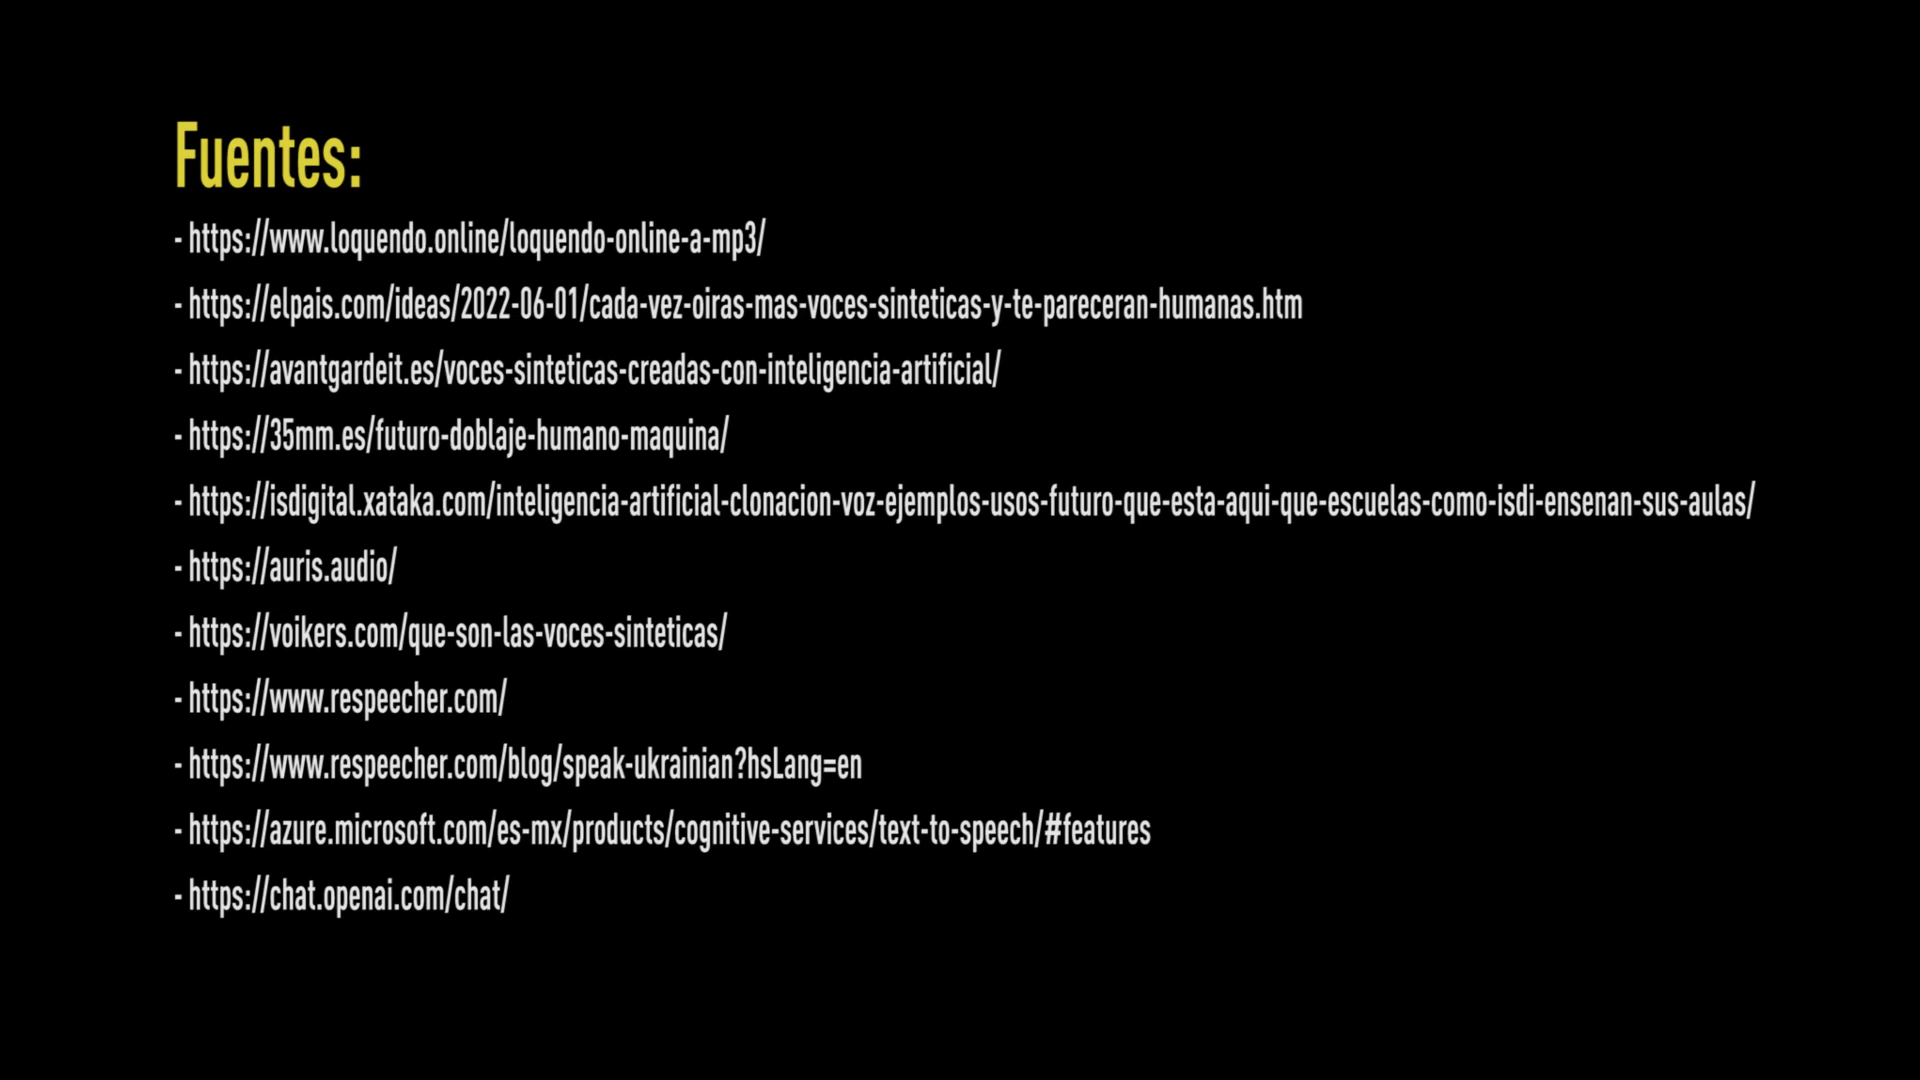 Fuentes:
- https://www.loquendo.online/loquendo-online-a-mp3/
- https://elpais.com/ideas/2022-06-01/cada-vez-oiras-mas-voces-sinteticas-y-te-pareceran-humanas.htm
- https://avantgardeit.es/voces-sinteticas-creadas-con-inteligencia-artificial/
- https://35mm.es/futuro-doblaje-humano-maquina/
- https://isdigital.xataka.com/inteligencia-artificial-clonacion-voz-ejemplos-usos-futuro-que-esta-aqui-que-escuelas-como-isdi-ensenan-sus-aulas/
- https://auris.audio/
- https://voikers.com/que-son-las-voces-sinteticas/
- https://www.respeecher.com/
- https://www.respeecher.com/blog/speak-ukrainian?hsLang=en
- https://azure.microsoft.com/es-mx/products/cognitive-services/text-to-speech/#features
- https://chat.openai.com/chat/